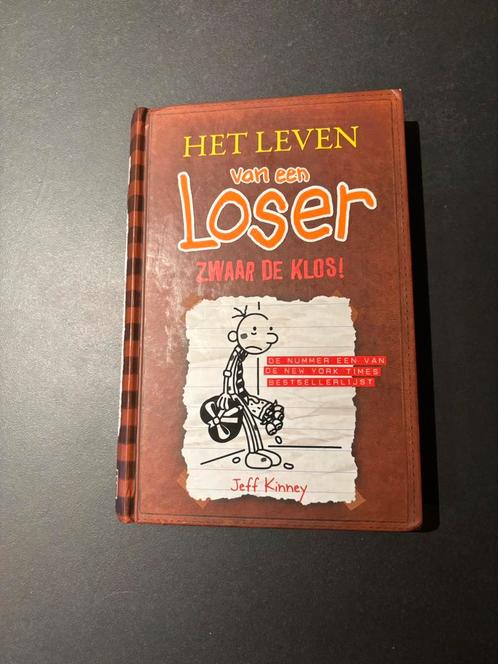 HET LEVEN
van een
Loser
ZWAAR DE KLOS!
DE NUMMER EEN VAN
DE NEW YORK TIMES
BESTSELLERLIJST
Jeff Kinney